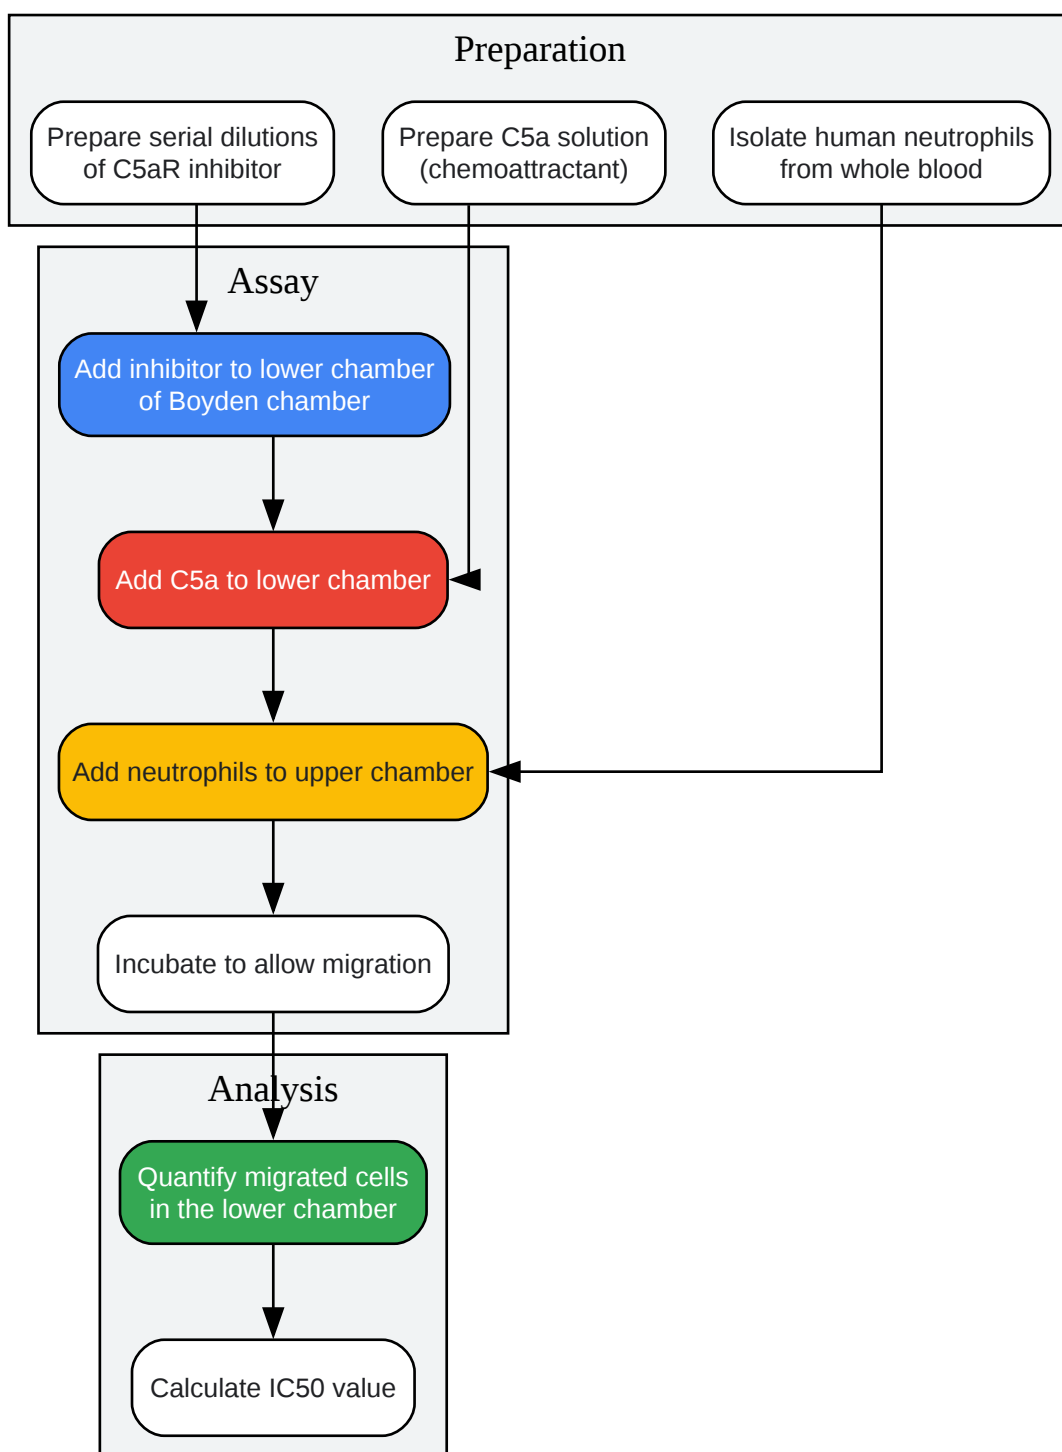 Preparation
Prepare serial dilutions
of C5aR inhibitor
Prepare C5a solution
(chemoattractant)
Isolate human neutrophils
from whole blood
Assay
Add inhibitor to lower chamber
of Boyden chamber
Add C5a to lower chamber
Add neutrophils to upper chamber
Incubate to allow migration
Analysis
Quantify migrated cells
in the lower chamber
Calculate IC50 value